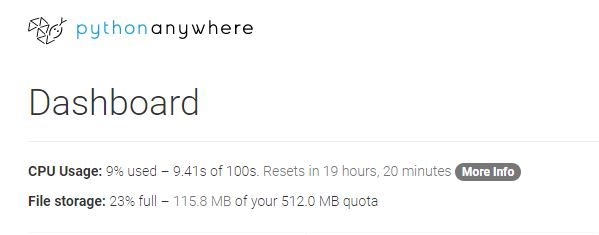 pythonanywhere
Dashboard
CPU Usage: 9% used – 9.41s of 100s. Resets in 19 hours, 20 minutes More Info
File storage: 23% full – 115.8 MB of your 512.0 MB quota